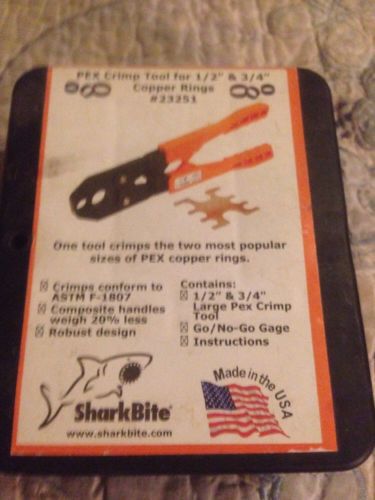 PEX Crimp Tool for 1/2" & 3/4"
Copper Rings
#23251
One tool crimps the two most popular
sizes of PEX copper rings.
Crimps conform to
ASTM F-1807
Composite handles
weigh 20% less
Robust design
Contains:
1/2" & 3/4"
Large Pex Crimp
Tool
Go/No-Go Gage
Instructions
SharkBite®
www.sharkbite.com
Made in the USA